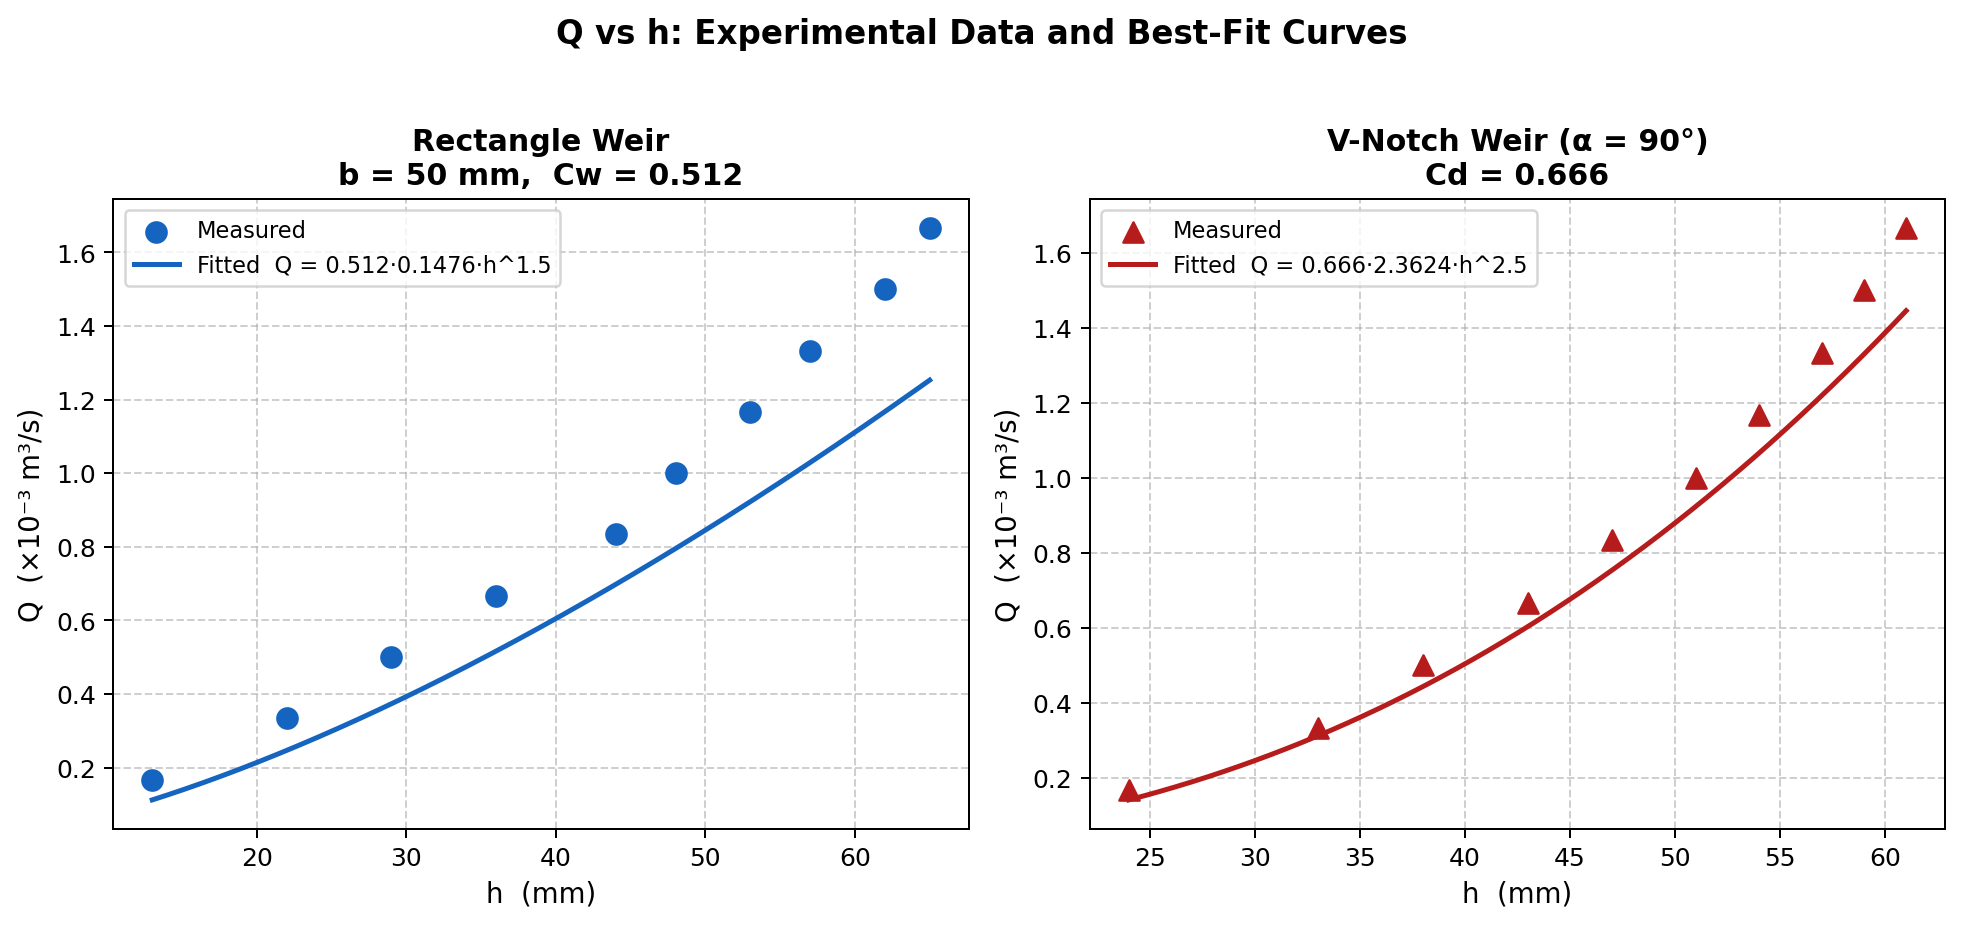 Q vs h: Experimental Data and Best-Fit Curves
Rectangle Weir
b = 50 mm,  Cw = 0.512
Measured
Fitted  Q = 0.512·0.1476·h^1.5
1.6
1.4
1.2
1.0
0.8
0.6
0.4
0.2
Q  (×10⁻³ m³/s)
20 30 40 50 60
h  (mm)
V-Notch Weir (α = 90°)
Cd = 0.666
Measured
Fitted  Q = 0.666·2.3624·h^2.5
1.6
1.4
1.2
1.0
0.8
0.6
0.4
0.2
Q  (×10⁻³ m³/s)
25 30 35 40 45 50 55 60
h  (mm)